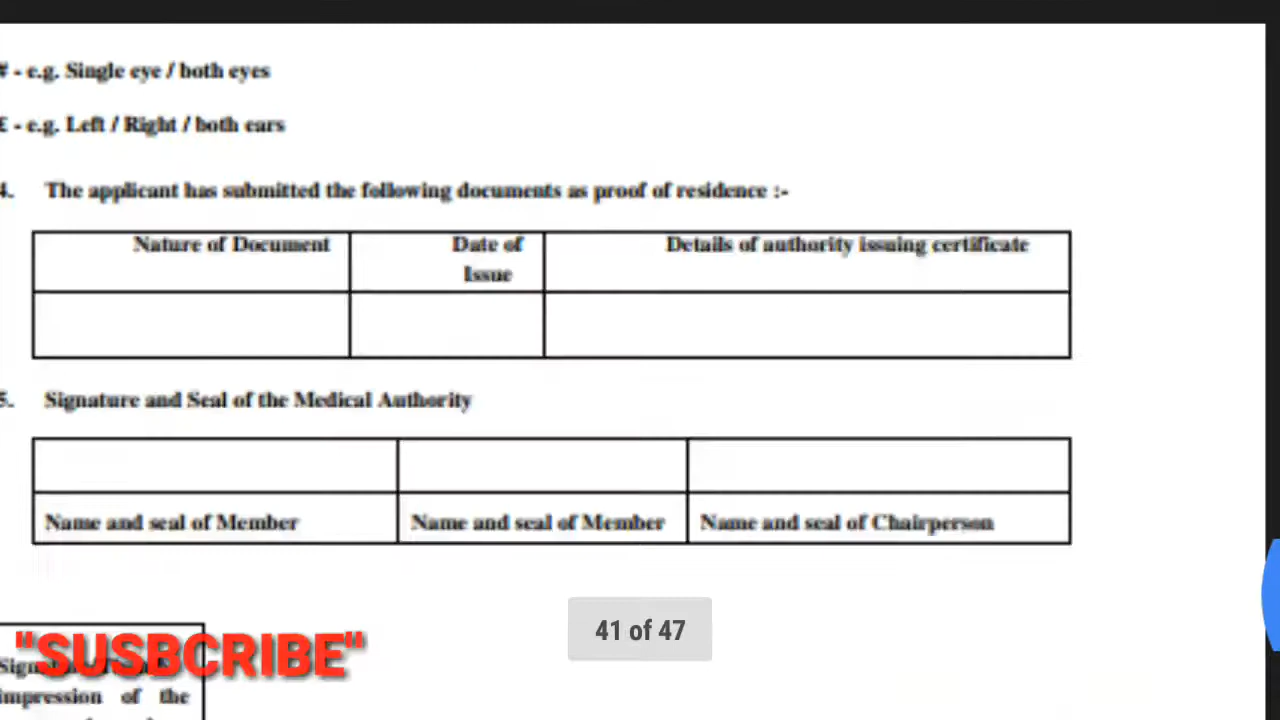 # - e.g. Single eye / both eyes
£ - e.g. Left / Right / both ears
4. The applicant has submitted the following documents as proof of residence :-
Nature of Document
Date of
Issue
Details of authority issuing certificate
5. Signature and Seal of the Medical Authority
Name and seal of Member
Name and seal of Member
Name and seal of Chairperson
41 of 47
"SUSBCRIBE"
impression of the